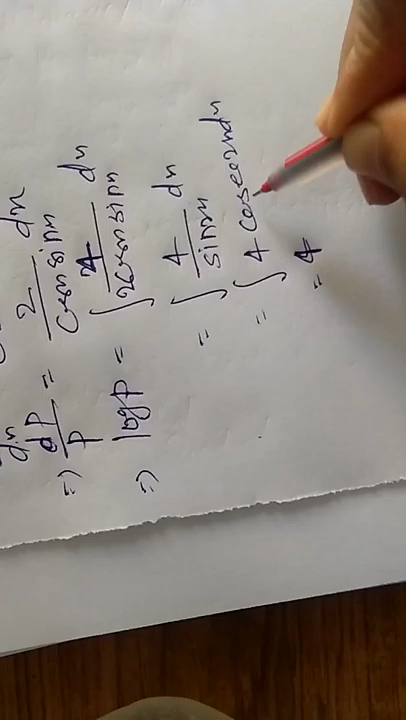 ⇒ dp/p = 2/(cosx sinx) dx
⇒ log p = ∫ 4/(2cosx sinx) dx
= ∫ 4/sin2x dx
= ∫ 4 cosec2x dx
= 4